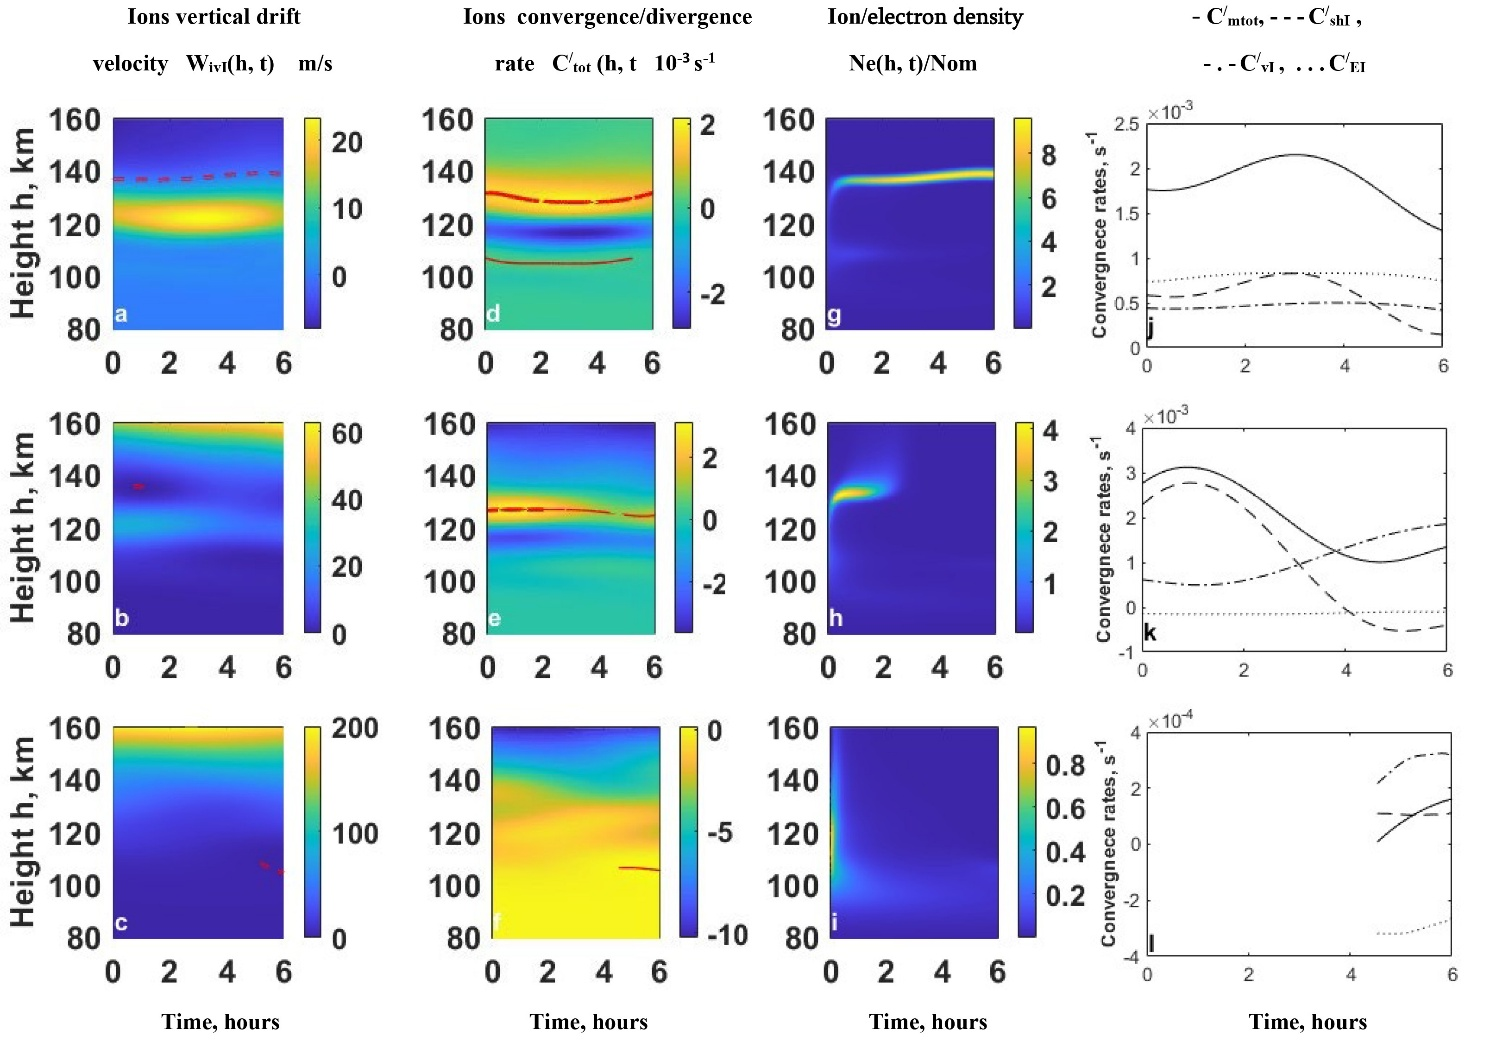 Ions vertical drift
velocity W_ivI(h, t) m/s
Ions convergence/divergence
rate C^/_tot (h, t 10^-3 s^-1
Ion/electron density
Ne(h, t)/Nom
- C^/_mtot, - - - C^/_shI ,
- . - C^/_vI , . . . C^/_EI
Height h, km
160
140
120
100
80
a
0 2 4 6
20
10
0
160
140
120
100
80
d
0 2 4 6
2
0
-2
160
140
120
100
80
g
0 2 4 6
8
6
4
2
×10^-3
Convergnece rates, s^-1
2.5
2
1.5
1
0.5
0
j
0 2 4 6
Height h, km
160
140
120
100
80
b
0 2 4 6
60
40
20
0
160
140
120
100
80
e
0 2 4 6
2
0
-2
160
140
120
100
80
h
0 2 4 6
4
3
2
1
×10^-3
Convergnece rates, s^-1
4
3
2
1
0
-1
k
0 2 4 6
Height h, km
160
140
120
100
80
c
0 2 4 6
200
100
0
160
140
120
100
80
f
0 2 4 6
0
-5
-10
160
140
120
100
80
i
0 2 4 6
0.8
0.6
0.4
0.2
×10^-4
Convergnece rates, s^-1
4
2
0
-2
-4
l
0 2 4 6
Time, hours
Time, hours
Time, hours
Time, hours